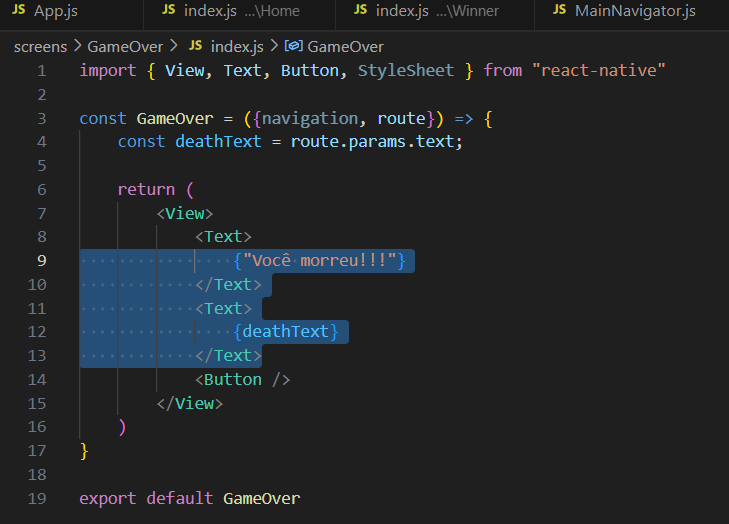 JS App.js JS index.js ...\Home JS index.js ...\Winner JS MainNavigator.js
screens > GameOver > JS index.js > GameOver
1 import { View, Text, Button, StyleSheet } from "react-native"
2
3 const GameOver = ({navigation, route}) => {
4 const deathText = route.params.text;
5
6 return (
7 <View>
8 <Text>
9 {"Você morreu!!!"}
10 </Text>
11 <Text>
12 {deathText}
13 </Text>
14 <Button />
15 </View>
16 )
17 }
18
19 export default GameOver